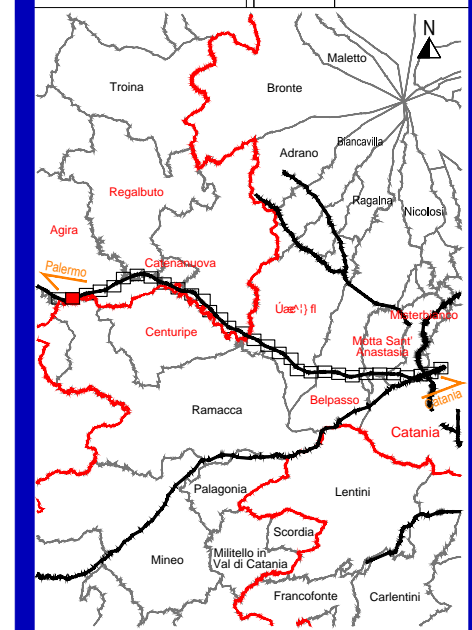 N
Maletto
Troina
Bronte
Biancavilla
Adrano
Regalbuto
Ragalna
Nicolosi
Agira
Catenanuova
Palermo
Misterbianco
Centuripe
Motta Sant'
Anastasia
Belpasso
Catania
Ramacca
Catania
Palagonia
Lentini
Scordia
Mineo
Militello in
Val di Catania
Francofonte
Carlentini